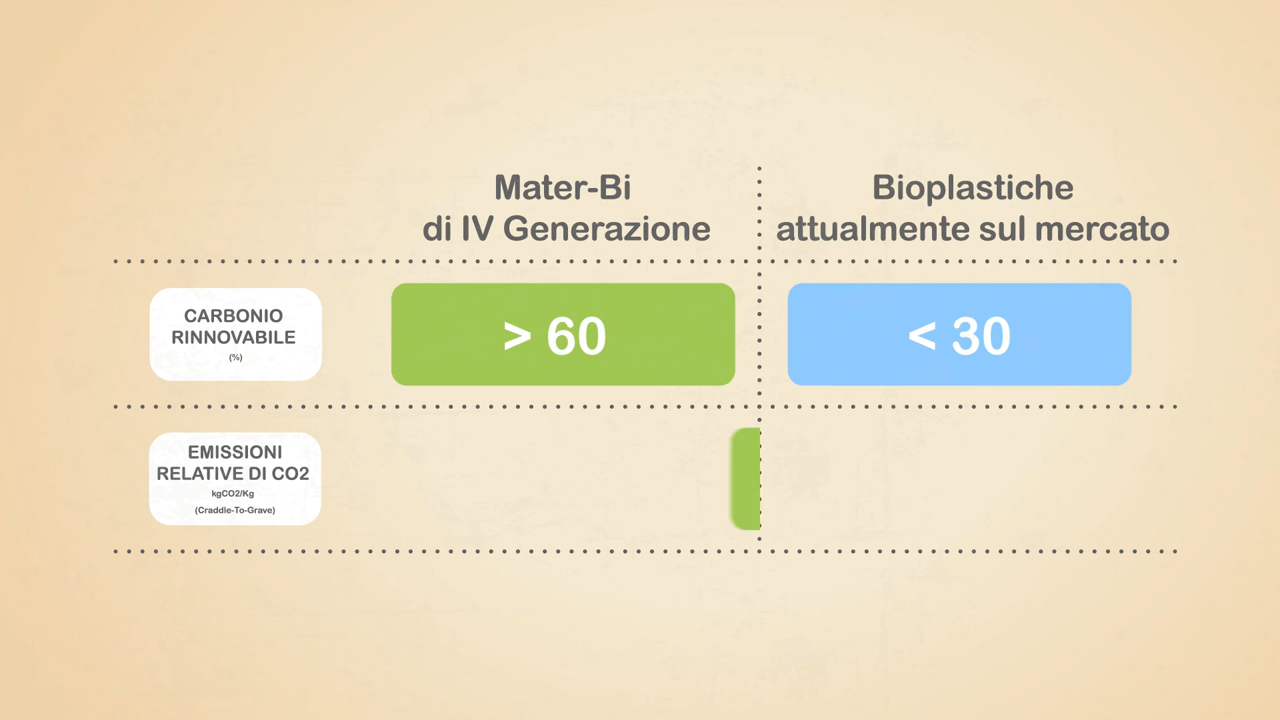 Mater-Bi
di IV Generazione
Bioplastiche
attualmente sul mercato
CARBONIO
RINNOVABILE
(%)
> 60
< 30
EMISSIONI
RELATIVE DI CO2
kgCO2/Kg
(Craddle-To-Grave)